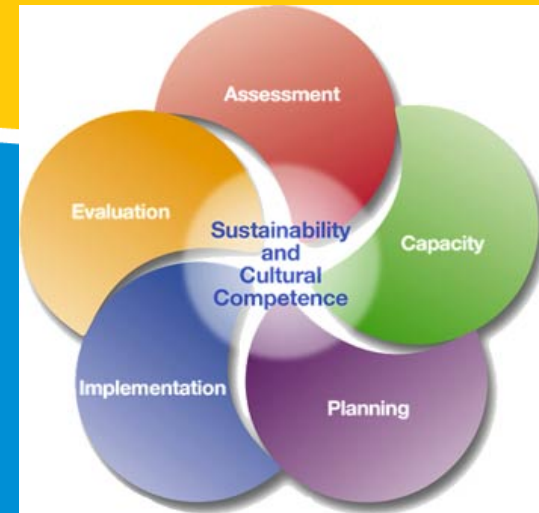 Assessment
Capacity
Planning
Implementation
Evaluation
Sustainability
and
Cultural
Competence